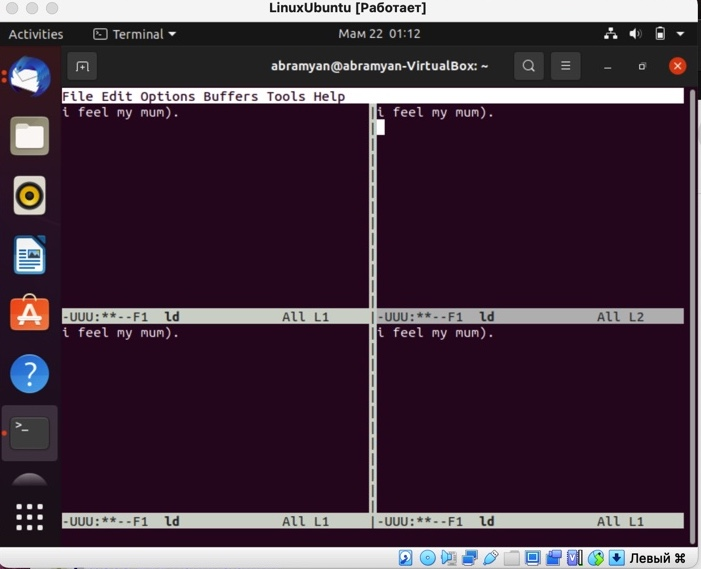 LinuxUbuntu [Работает]
Activities Terminal Мам 22 01:12
abramyan@abramyan-VirtualBox: ~
File Edit Options Buffers Tools Help
i feel my mum). |i feel my mum).
-UUU:**--F1 ld All L1 |-UUU:**--F1 ld All L2
i feel my mum). |i feel my mum).
-UUU:**--F1 ld All L1 |-UUU:**--F1 ld All L1
Левый ⌘